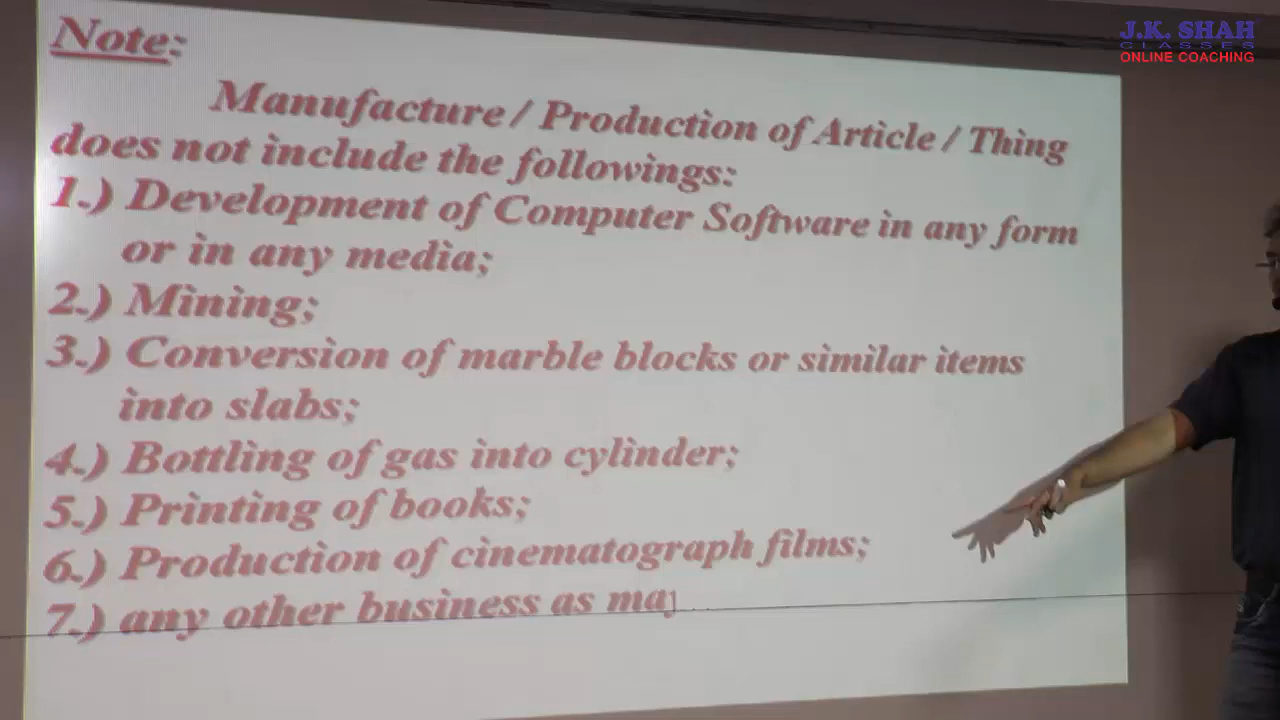 J.K. SHAH
CLASSES
ONLINE COACHING
Note:
Manufacture / Production of Article / Thing
does not include the followings:
1.) Development of Computer Software in any form
or in any media;
2.) Mining;
3.) Conversion of marble blocks or similar items
into slabs;
4.) Bottling of gas into cylinder;
5.) Printing of books;
6.) Production of cinematograph films;
7.) any other business as may